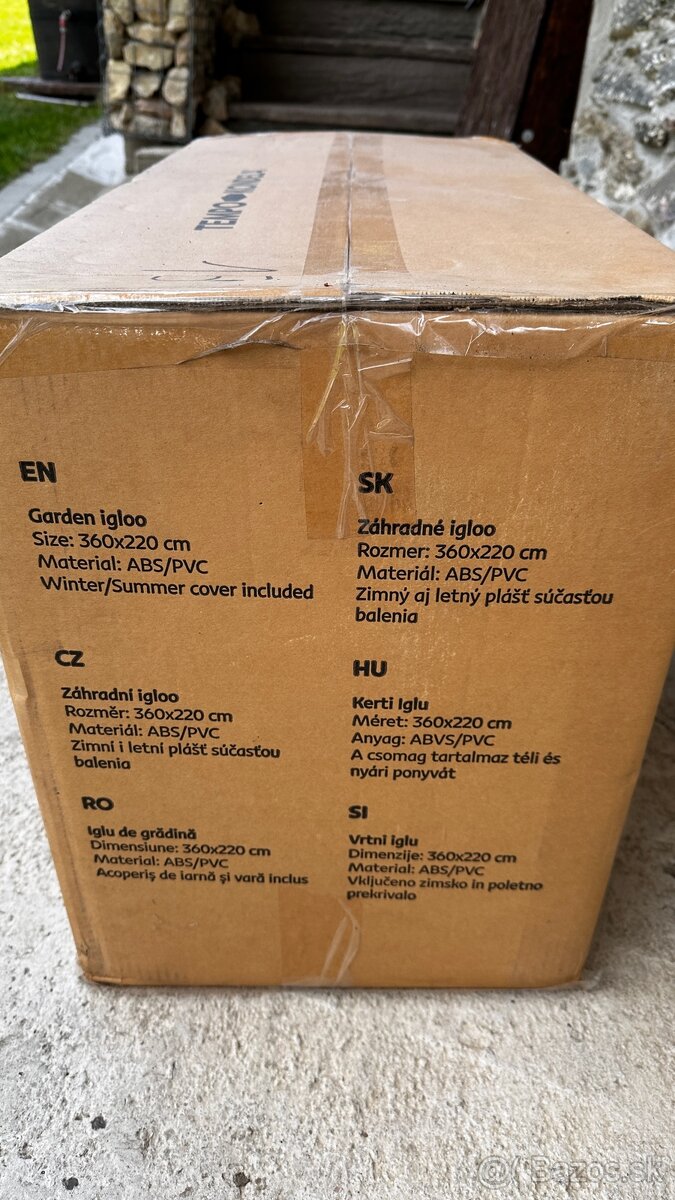 TEMPO KONDELA
EN
Garden igloo
Size: 360x220 cm
Material: ABS/PVC
Winter/Summer cover included
SK
Záhradné igloo
Rozmer: 360x220 cm
Materiál: ABS/PVC
Zimný aj letný plášť súčasťou
balenia
CZ
Záhradní igloo
Rozměr: 360x220 cm
Materiál: ABS/PVC
Zimní i letní plášť súčasťou
balenia
HU
Kerti Iglu
Méret: 360x220 cm
Anyag: ABVS/PVC
A csomag tartalmaz téli és
nyári ponyvát
RO
Iglu de grădină
Dimensiune: 360x220 cm
Material: ABS/PVC
Acoperiș de iarnă și vară inclus
SI
Vrtni iglu
Dimenzije: 360x220 cm
Material: ABS/PVC
Vključeno zimsko in poletno
prekrivalo
Bazos.sk